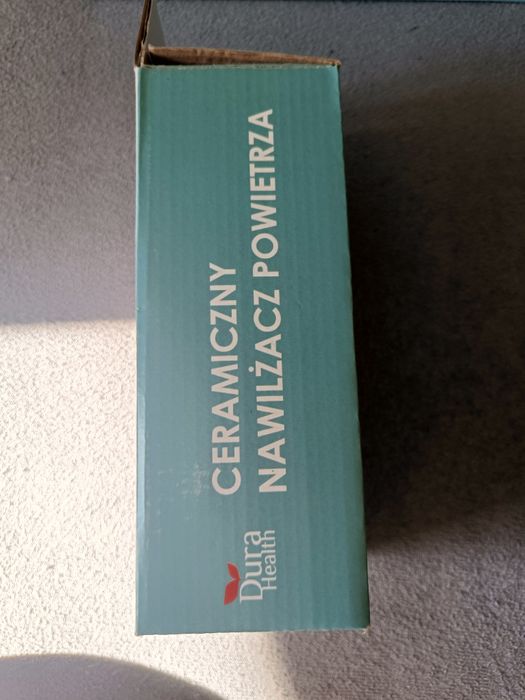 CERAMICZNY
NAWILŻACZ POWIETRZA
Dura
Health